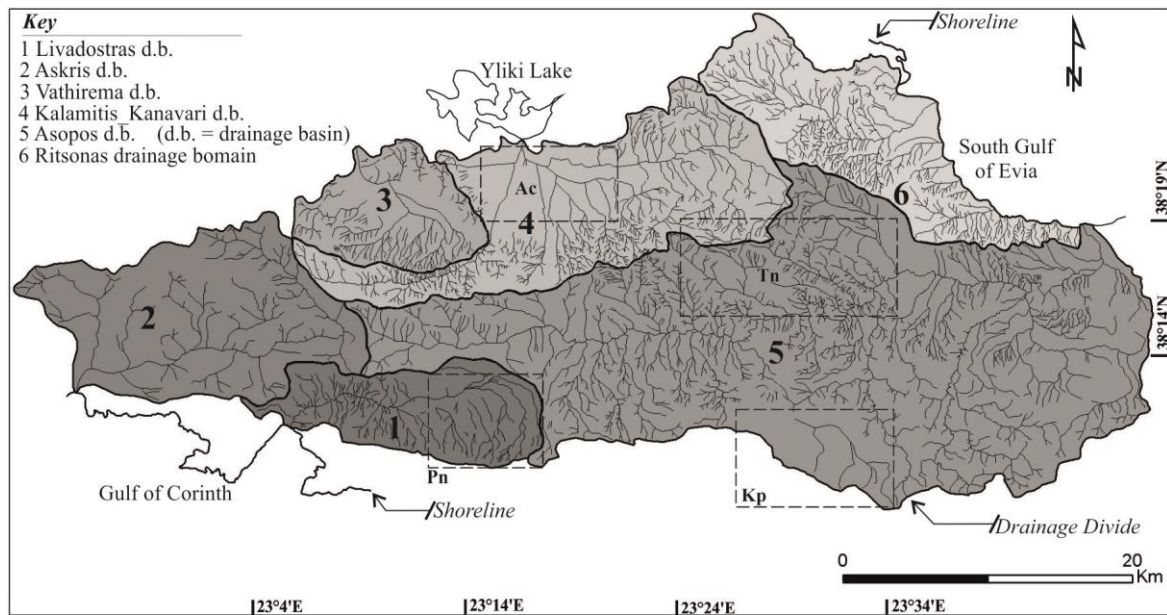 Key
1 Livadostras d.b.
2 Askris d.b.
3 Vathirema d.b.
4 Kalamitis_Kanavari d.b.
5 Asopos d.b. (d.b. = drainage basin)
6 Ritsonas drainage bomain
Shoreline
N
Yliki Lake
South Gulf
of Evia
38°19'N
38°14'N
Ac
3
4
6
Tn
2
5
1
Pn
Kp
Gulf of Corinth
Shoreline
Drainage Divide
0 20
Km
23°4'E 23°14'E 23°24'E 23°34'E